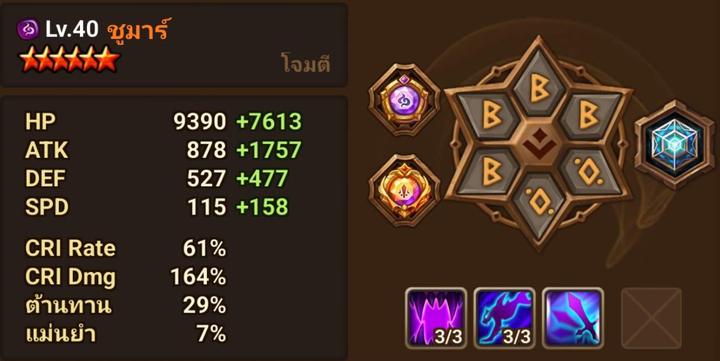 Lv.40 ชูมาร์
โจมตี
HP 9390 +7613
ATK 878 +1757
DEF 527 +477
SPD 115 +158
CRI Rate 61%
CRI Dmg 164%
ต้านทาน 29%
แม่นยำ 7%
3/3 3/3